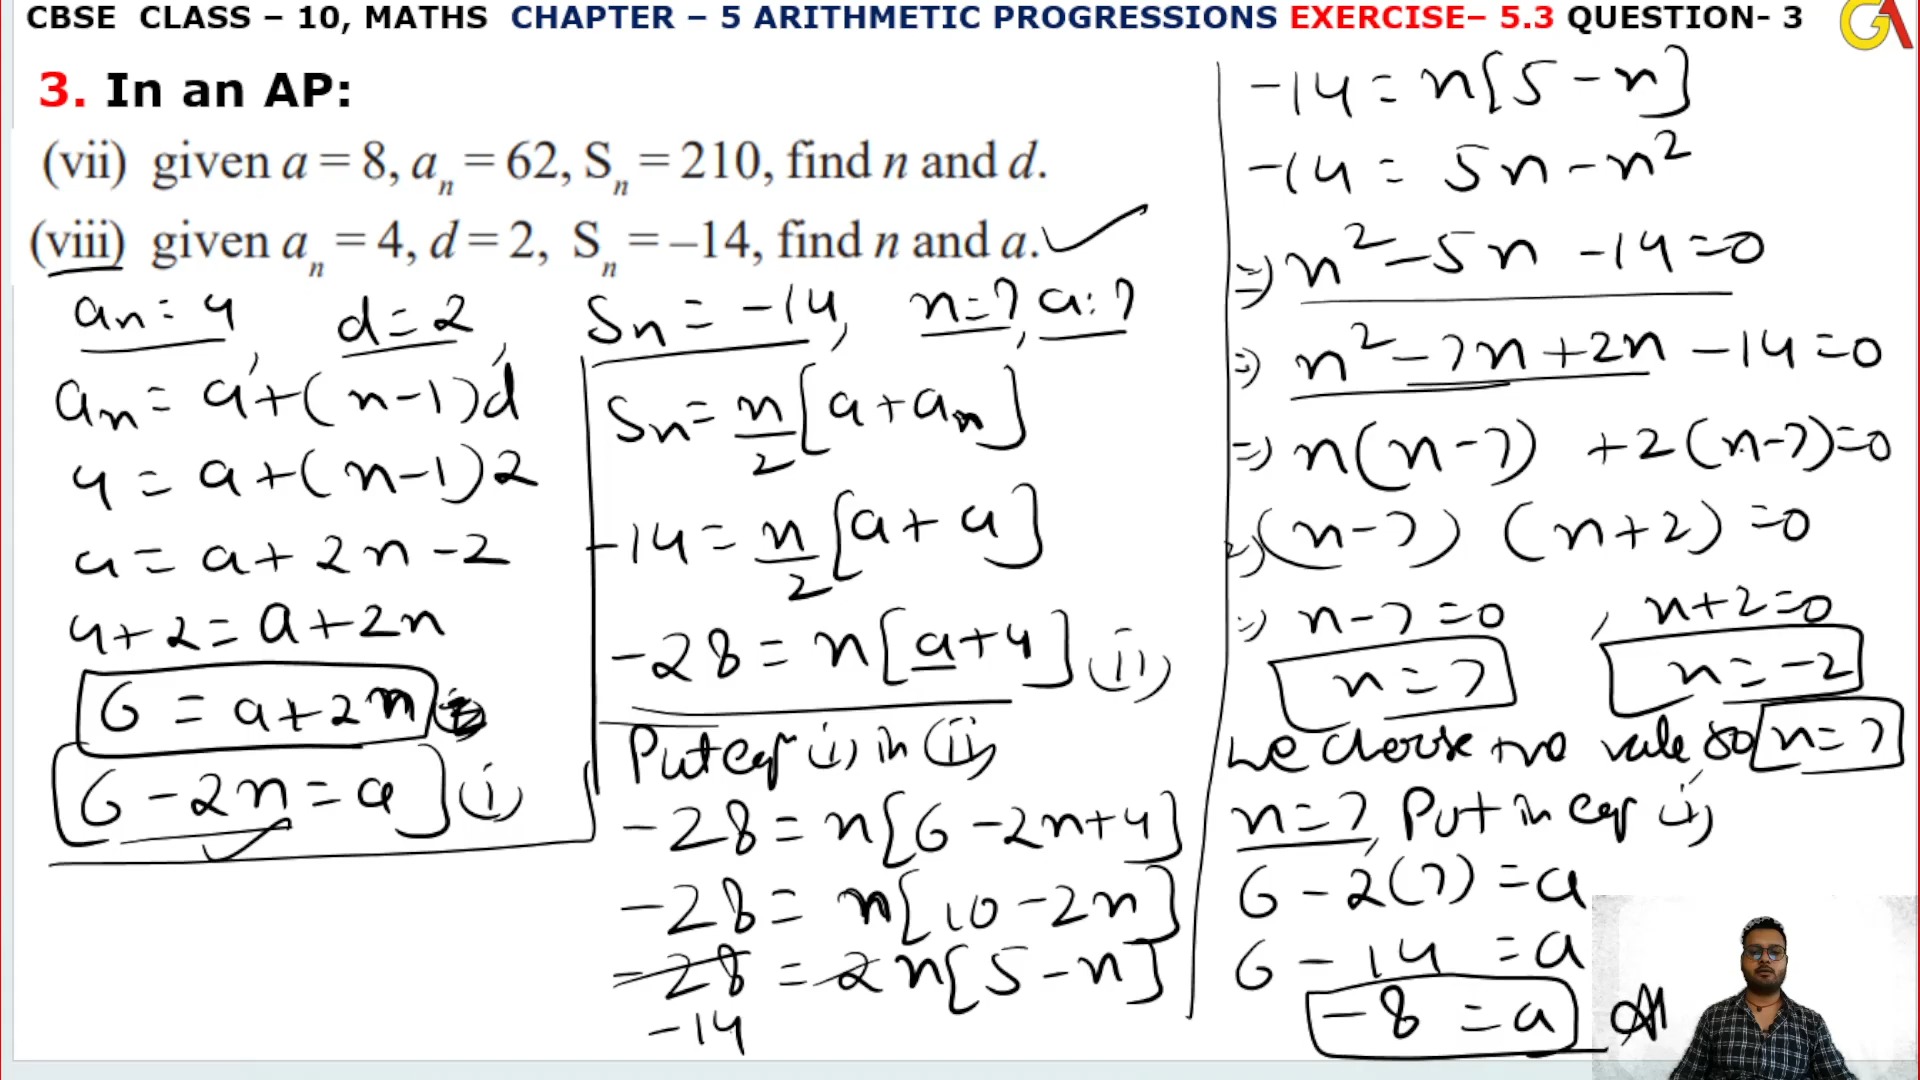 CBSE CLASS – 10, MATHS CHAPTER – 5 ARITHMETIC PROGRESSIONS EXERCISE– 5.3 QUESTION- 3
GA
3. In an AP:
(vii) given a = 8, aₙ = 62, Sₙ = 210, find n and d.
(viii) given aₙ = 4, d = 2, Sₙ = –14, find n and a.
aₙ = 4, d = 2, Sₙ = -14, n = ?, a : ?
aₙ = a + (n-1)d
4 = a + (n-1)2
4 = a + 2n - 2
4 + 2 = a + 2n
6 = a + 2n
6 - 2n = a (i)
Sₙ = n/2 [a + aₙ]
-14 = n/2 [a + 4]
-28 = n[a + 4] (ii)
Put eqⁿ (i) in (ii)
-28 = n[6 - 2n + 4]
-28 = n[10 - 2n]
-28 = 2n[5 - n]
-14
-14 = n[5 - n]
-14 = 5n - n²
=) n² - 5n - 14 = 0
=) n² - 7n + 2n - 14 = 0
=) n(n-7) + 2(n-7) = 0
=) (n-7) (n+2) = 0
=) n - 7 = 0, n + 2 = 0
n = 7 n = -2
We choose +ve value so n = 7
n = 7, Put in eqⁿ (i)
6 - 2(7) = a
6 - 14 = a
-8 = a